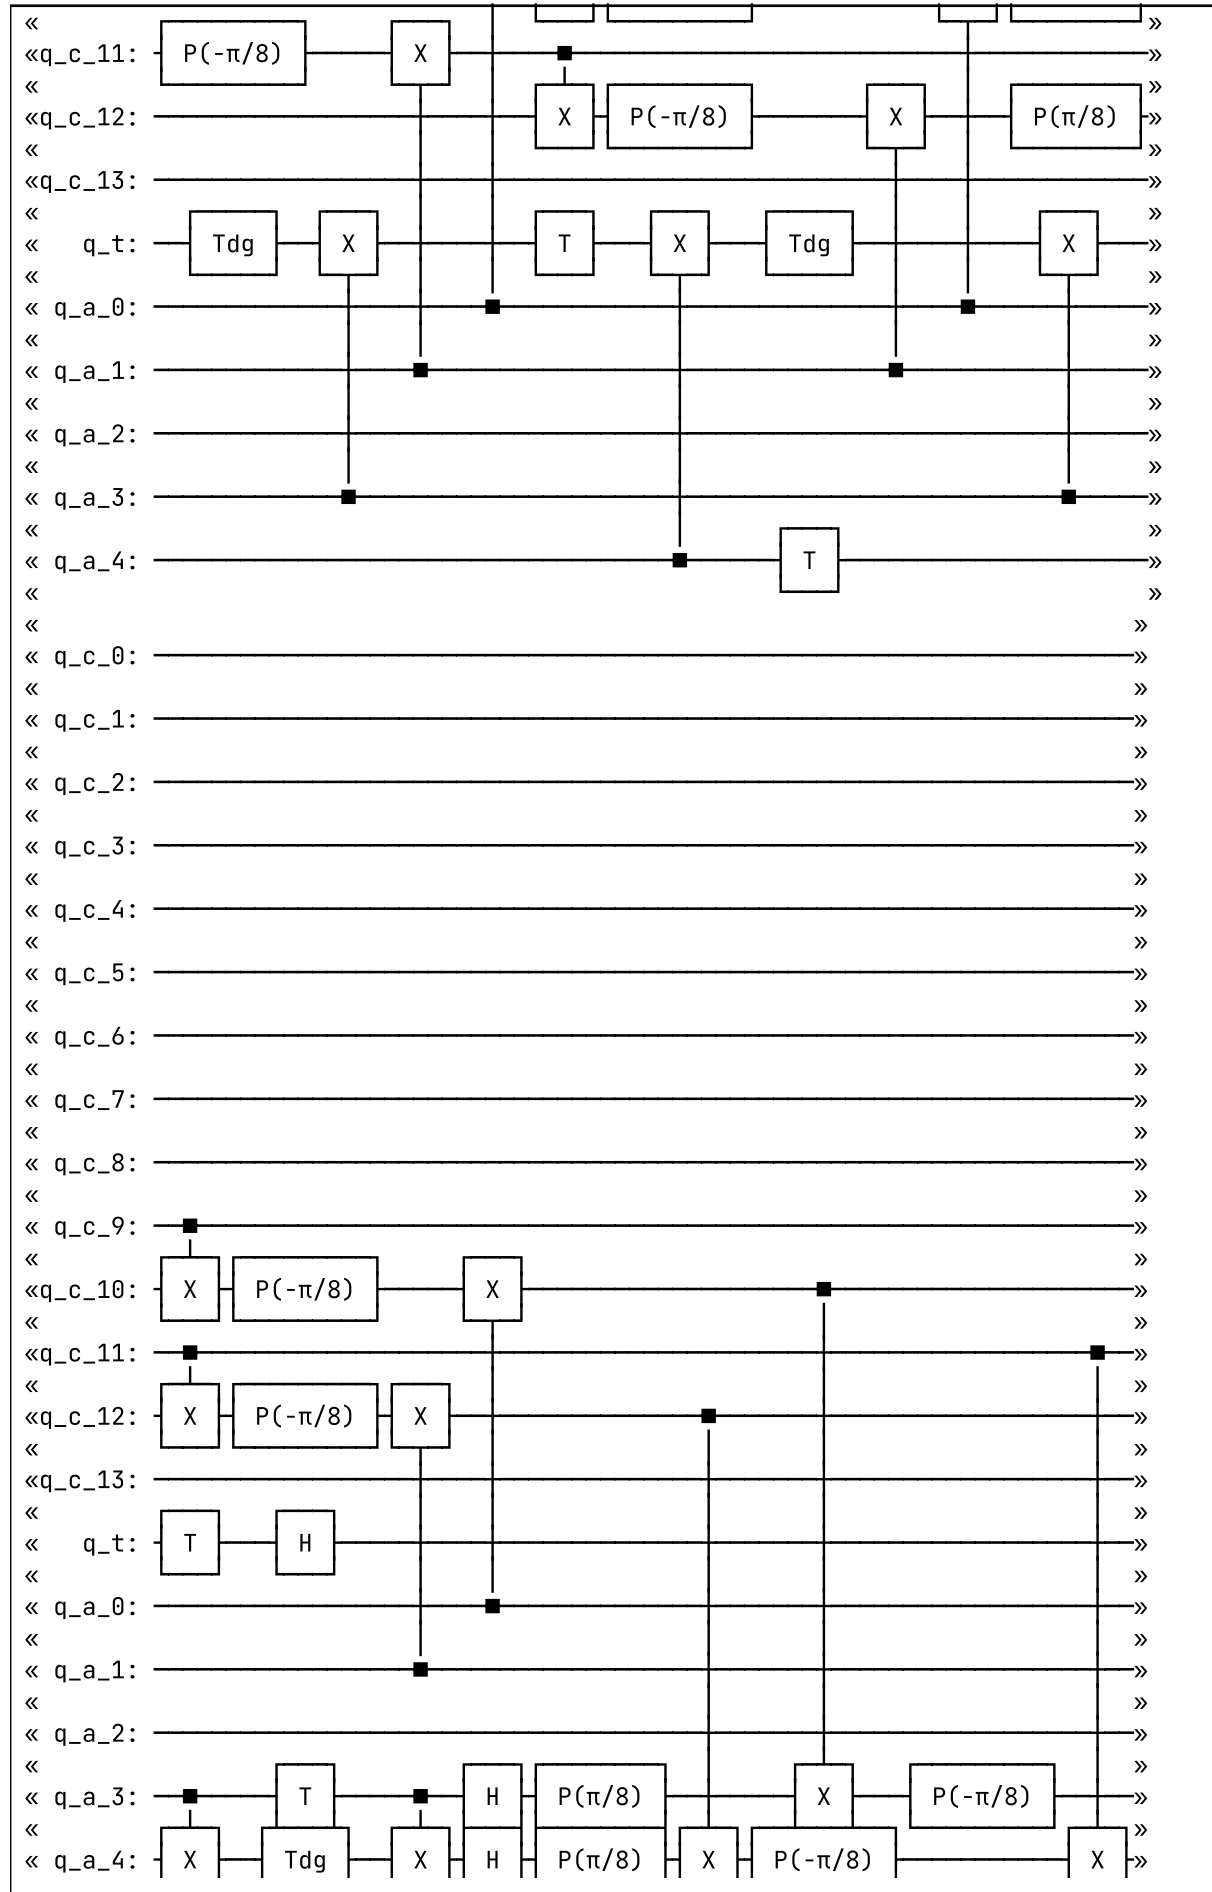 « »
«q_c_11: P(-π/8) X »
« »
«q_c_12: X P(-π/8) X P(π/8) »
« »
«q_c_13: »
« »
« q_t: Tdg X T X Tdg X »
« »
« q_a_0: »
« »
« q_a_1: »
« »
« q_a_2: »
« »
« q_a_3: »
« »
« q_a_4: T »
« »
« »
« q_c_0: »
« »
« q_c_1: »
« »
« q_c_2: »
« »
« q_c_3: »
« »
« q_c_4: »
« »
« q_c_5: »
« »
« q_c_6: »
« »
« q_c_7: »
« »
« q_c_8: »
« »
« q_c_9: »
« »
«q_c_10: X P(-π/8) X »
« »
«q_c_11: »
« »
«q_c_12: X P(-π/8) X »
« »
«q_c_13: »
« »
« q_t: T H »
« »
« q_a_0: »
« »
« q_a_1: »
« »
« q_a_2: »
« »
« q_a_3: T H P(π/8) X P(-π/8) »
« »
« q_a_4: X Tdg X H P(π/8) X P(-π/8) X »